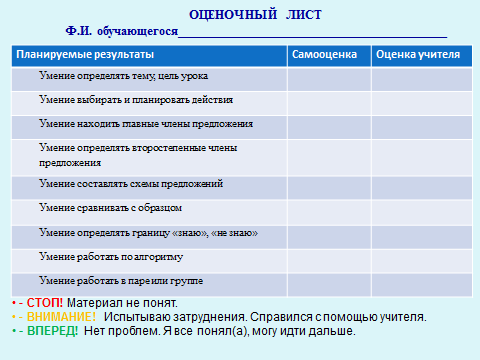 ОЦЕНОЧНЫЙ ЛИСТ
Ф.И. обучающегося___________________________________________
Планируемые результаты Самооценка Оценка учителя
Умение определять тему, цель урока
Умение выбирать и планировать действия
Умение находить главные члены предложения
Умение определять второстепенные члены
предложения
Умение составлять схемы предложений
Умение сравнивать с образцом
Умение определять границу «знаю», «не знаю»
Умение работать по алгоритму
Умение работать в паре или группе
• - СТОП! Материал не понят.
• - ВНИМАНИЕ! Испытываю затруднения. Справился с помощью учителя.
• - ВПЕРЕД! Нет проблем. Я все понял(а), могу идти дальше.